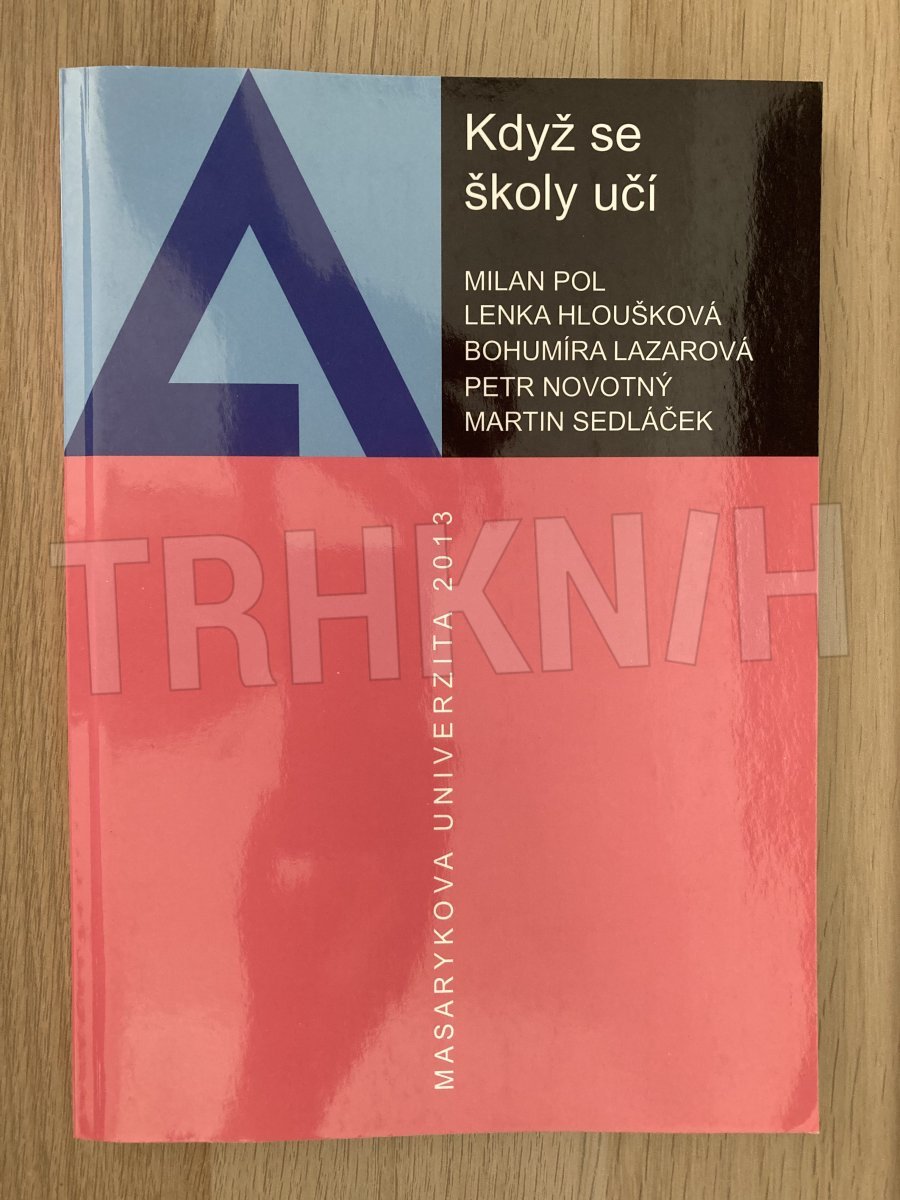 Když se
školy učí
MILAN POL
LENKA HLOUŠKOVÁ
BOHUMÍRA LAZAROVÁ
PETR NOVOTNÝ
MARTIN SEDLÁČEK
MASARYKOVA UNIVERZITA 2013
TRHKNIH